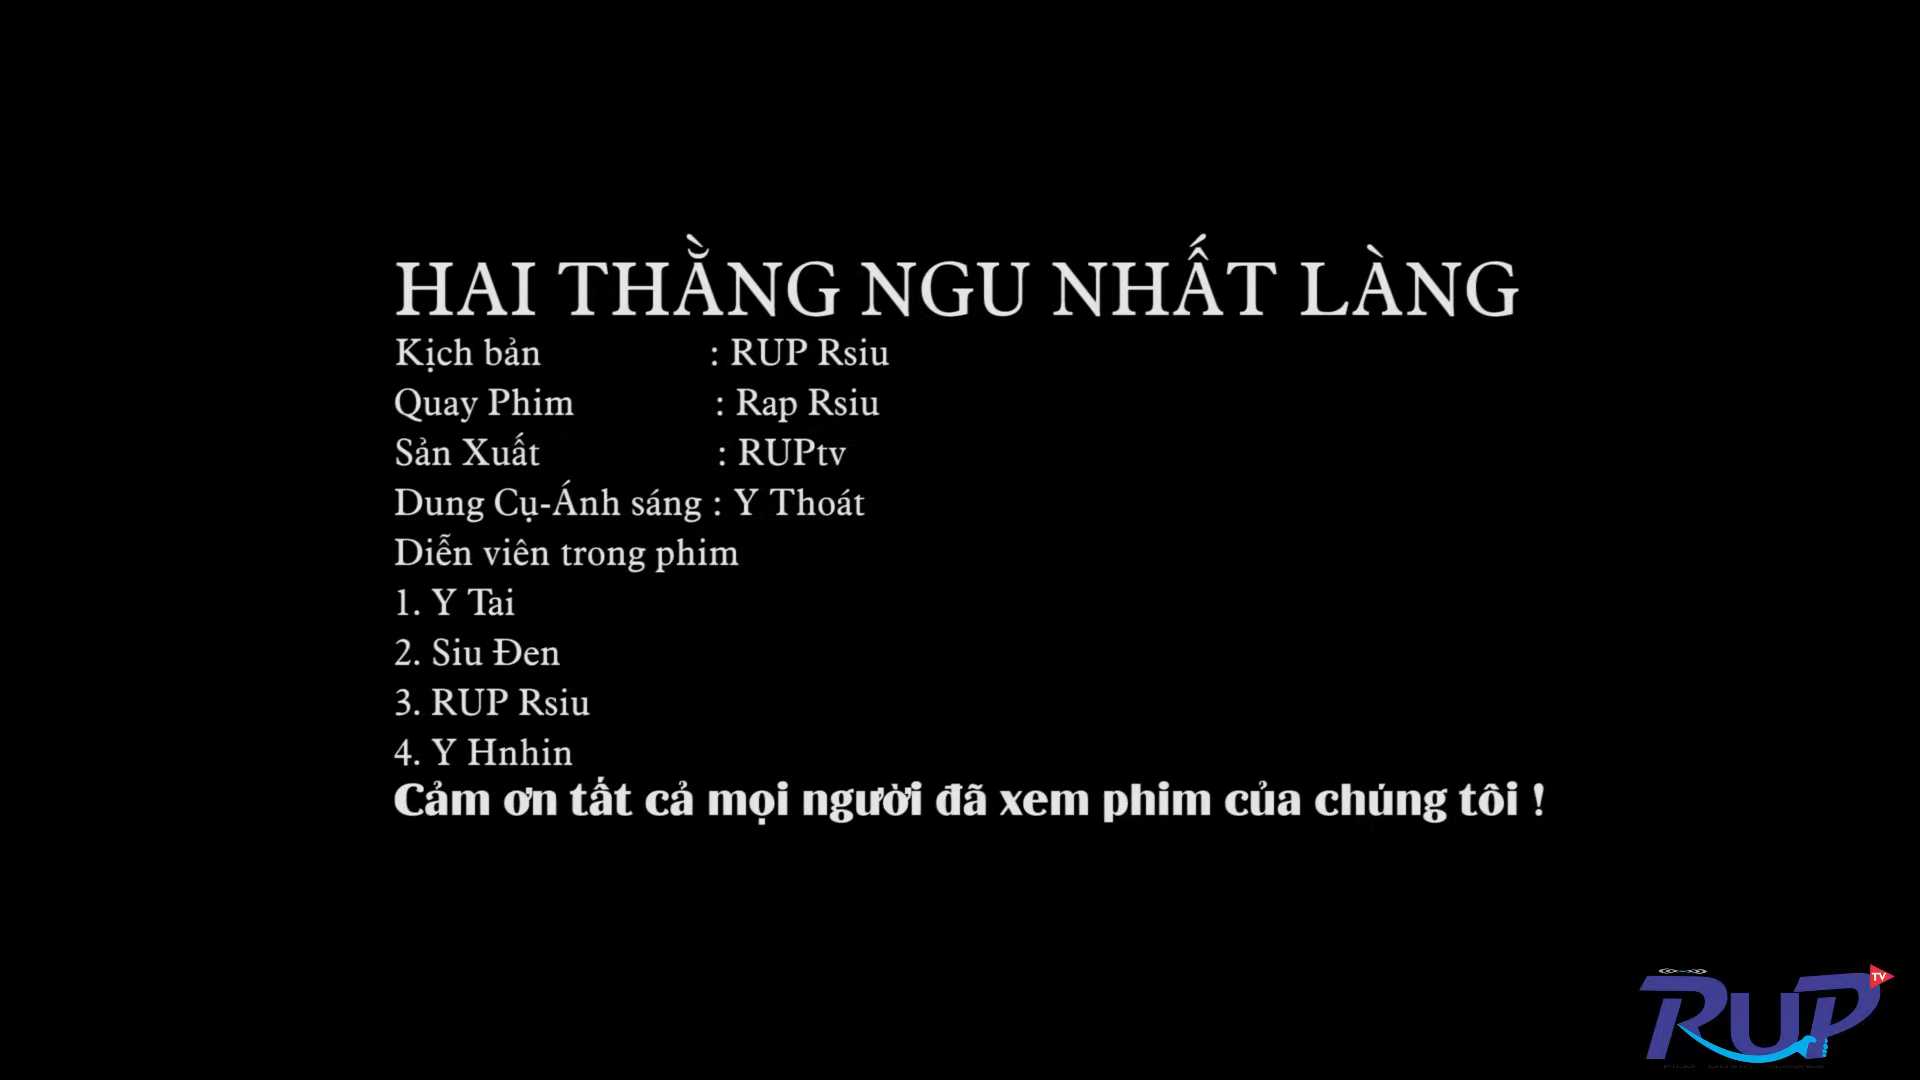 HAI THẰNG NGU NHẤT LÀNG
Kịch bản : RUP Rsiu
Quay Phim : Rap Rsiu
Sản Xuất : RUPtv
Dung Cụ-Ánh sáng : Y Thoát
Diễn viên trong phim
1. Y Tai
2. Siu Đen
3. RUP Rsiu
4. Y Hnhin
Cảm ơn tất cả mọi người đã xem phim của chúng tôi !
RUP TV